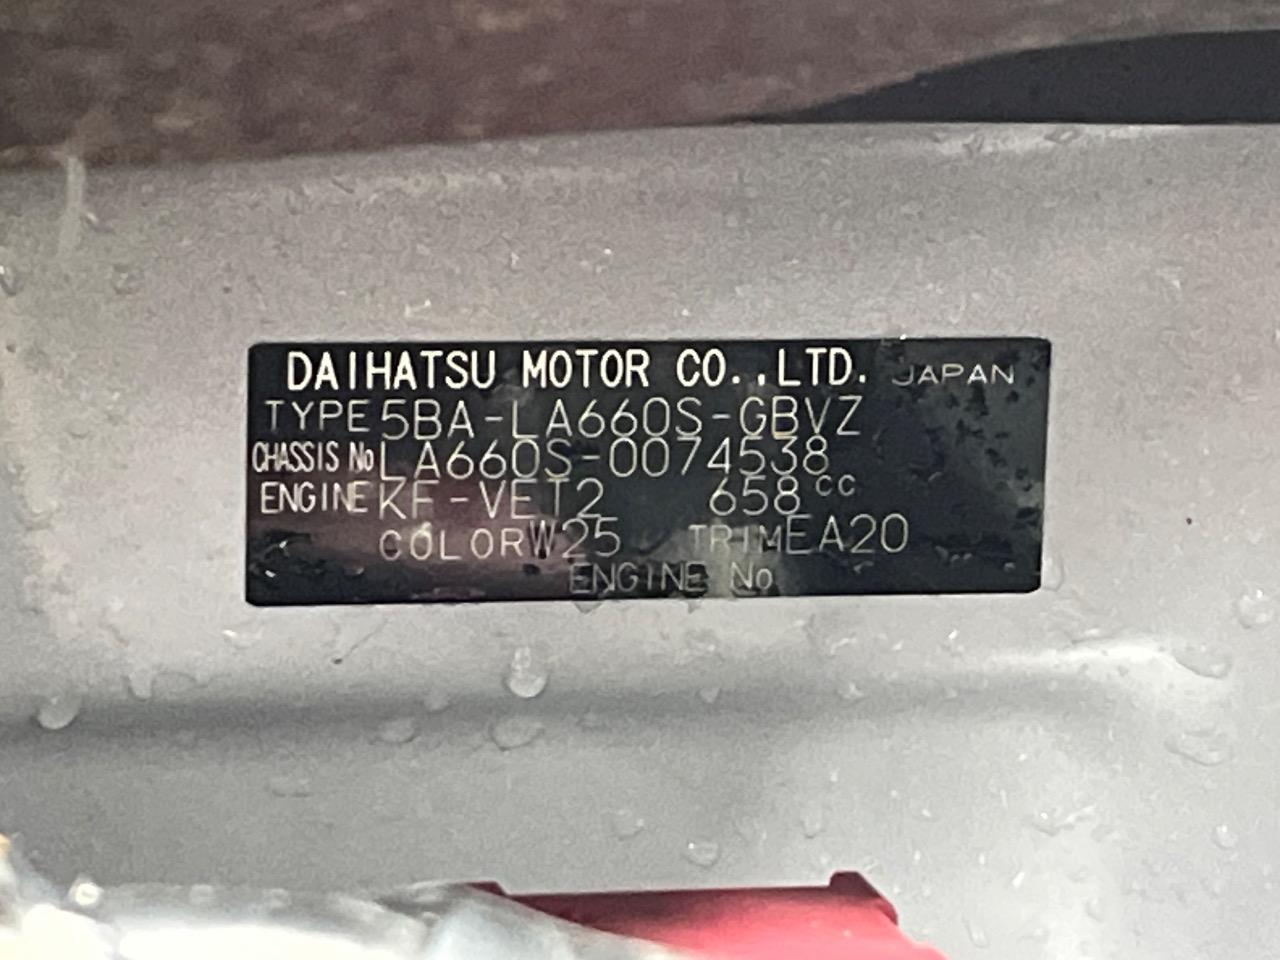 DAIHATSU MOTOR CO.,LTD. JAPAN
TYPE 5BA-LA660S-GBVZ
CHASSIS No LA660S-0074538
ENGINE KF-VET2 658cc
COLOR W25 TRIM EA20
ENGINE No